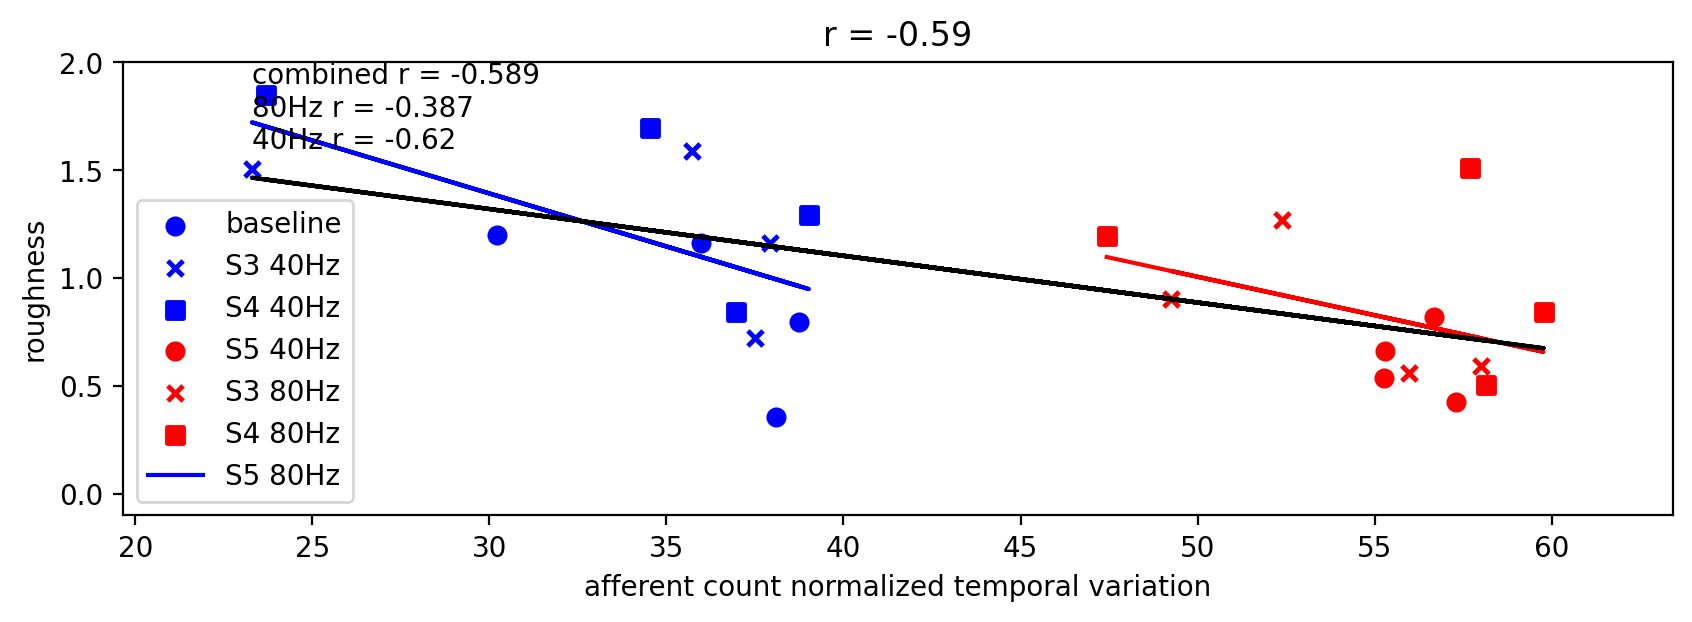 r = -0.59
combined r = -0.589
80Hz r = -0.387
40Hz r = -0.62
2.0
1.5
1.0
0.5
0.0
roughness
baseline
S3 40Hz
S4 40Hz
S5 40Hz
S3 80Hz
S4 80Hz
S5 80Hz
20 25 30 35 40 45 50 55 60
afferent count normalized temporal variation